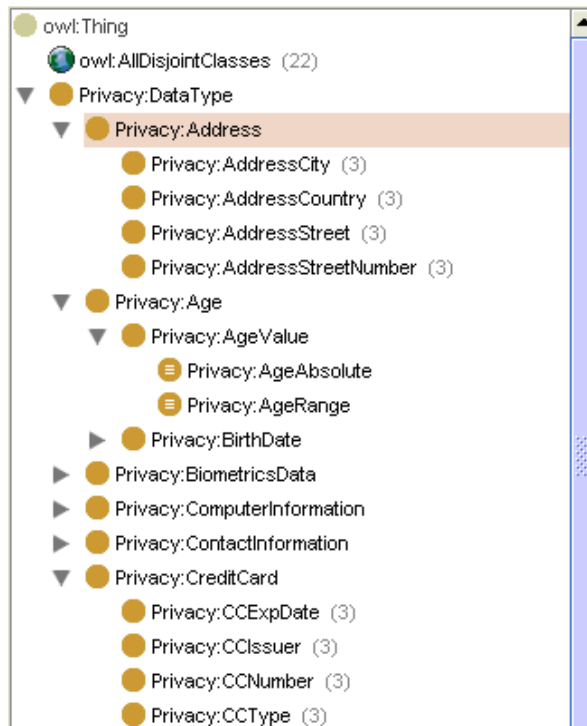 owl:Thing
owl:AllDisjointClasses (22)
Privacy:DataType
Privacy:Address
Privacy:AddressCity (3)
Privacy:AddressCountry (3)
Privacy:AddressStreet (3)
Privacy:AddressStreetNumber (3)
Privacy:Age
Privacy:AgeValue
Privacy:AgeAbsolute
Privacy:AgeRange
Privacy:BirthDate
Privacy:BiometricsData
Privacy:ComputerInformation
Privacy:ContactInformation
Privacy:CreditCard
Privacy:CCExpDate (3)
Privacy:CCIssuer (3)
Privacy:CCNumber (3)
Privacy:CCType (3)